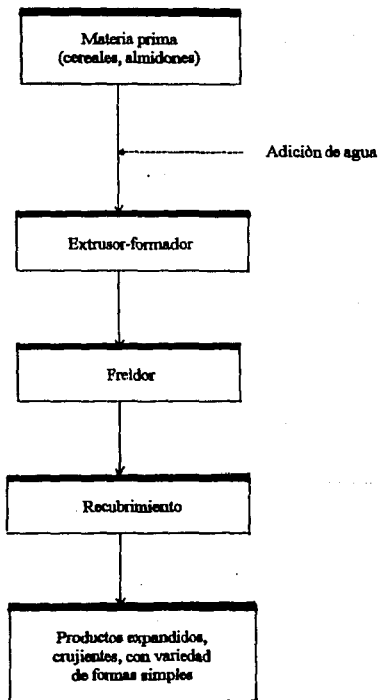 Materia prima
(cereales, almidones)
Adición de agua
Extrusor-formador
Freidor
Recubrimiento
Productos expandidos,
crujientes, con variedad
de formas simples